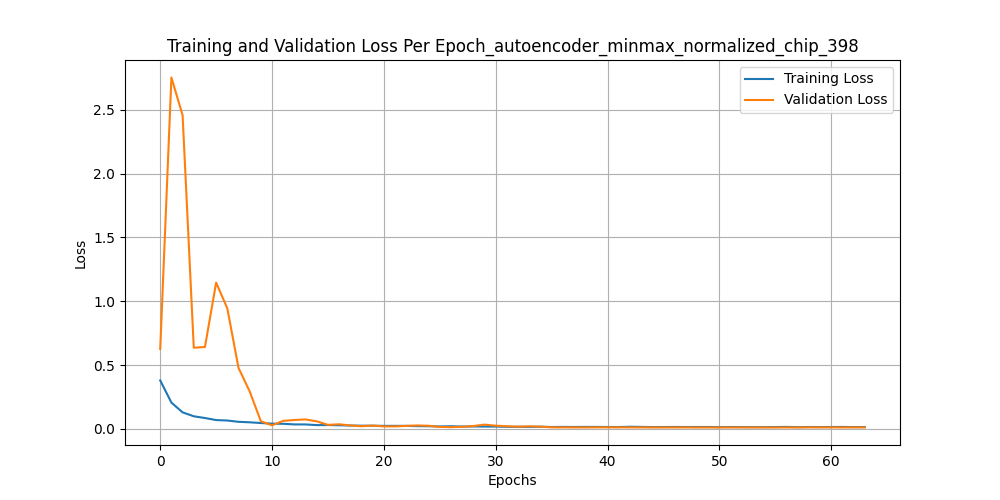 Training and Validation Loss Per Epoch_autoencoder_minmax_normalized_chip_398
Training Loss
Validation Loss
2.5
2.0
1.5
1.0
0.5
0.0
Loss
0 10 20 30 40 50 60
Epochs